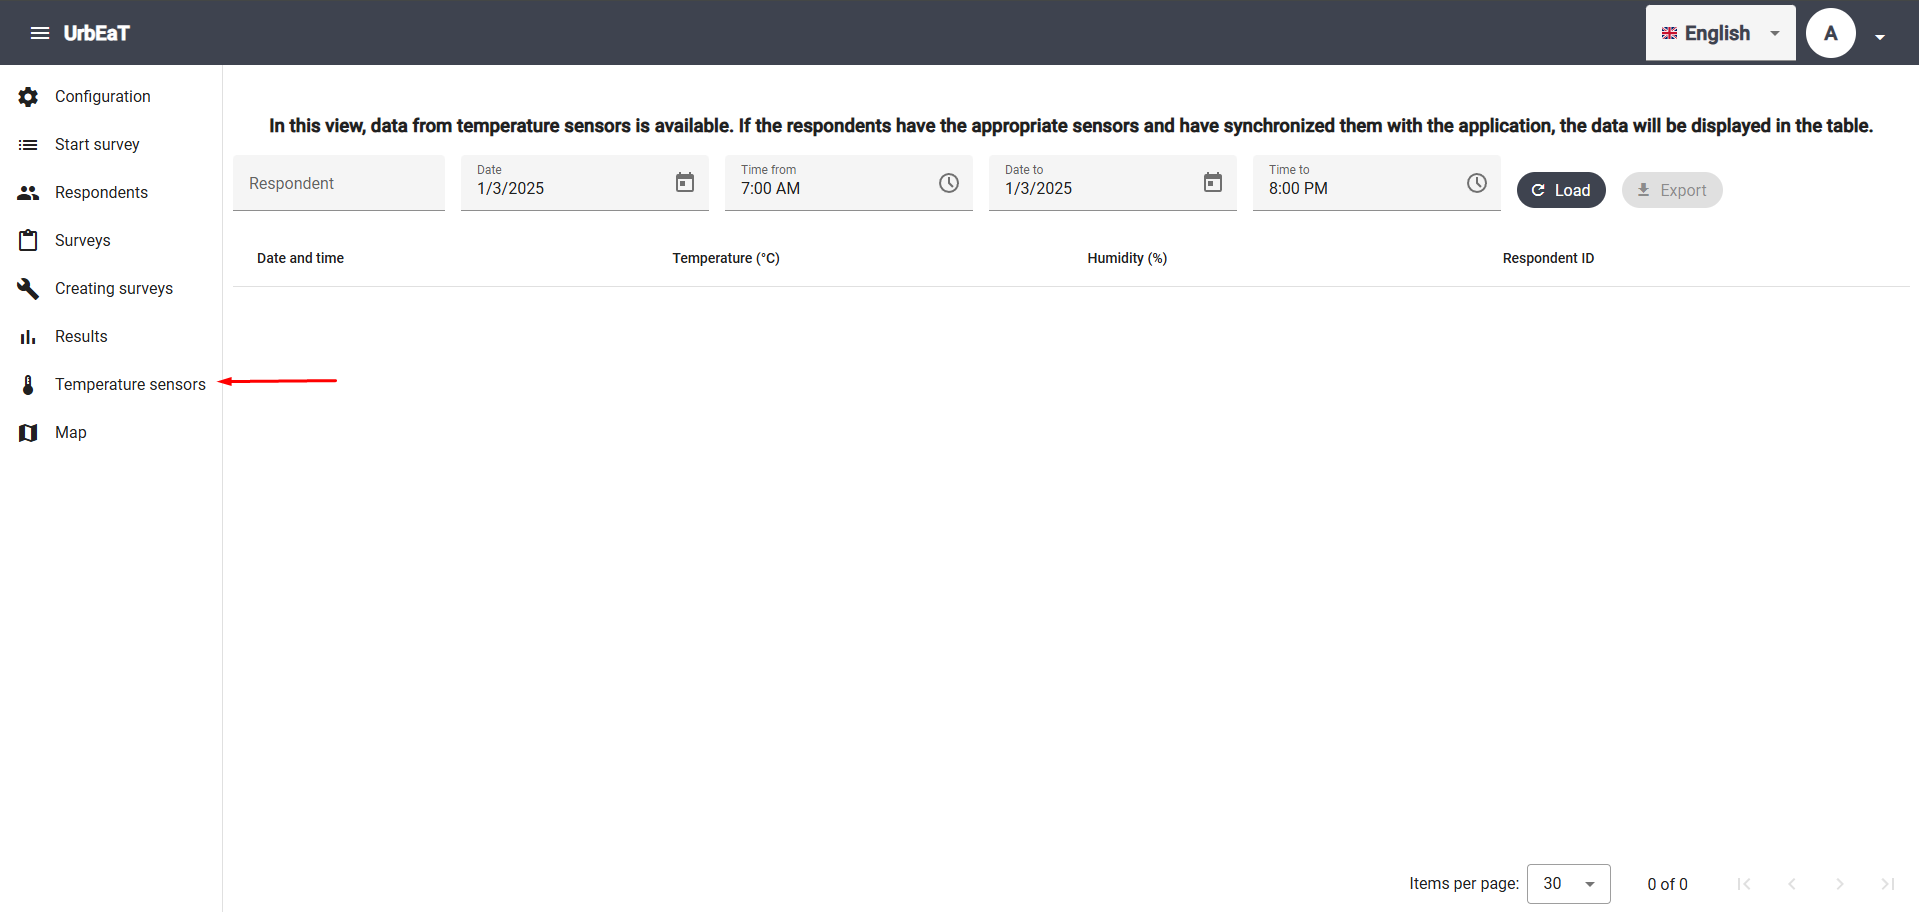 UrbEaT
English
A
Configuration
Start survey
Respondents
Surveys
Creating surveys
Results
Temperature sensors
Map
In this view, data from temperature sensors is available. If the respondents have the appropriate sensors and have synchronized them with the application, the data will be displayed in the table.
Respondent
Date
1/3/2025
Time from
7:00 AM
Date to
1/3/2025
Time to
8:00 PM
Load
Export
Date and time
Temperature (°C)
Humidity (%)
Respondent ID
Items per page:
30
0 of 0